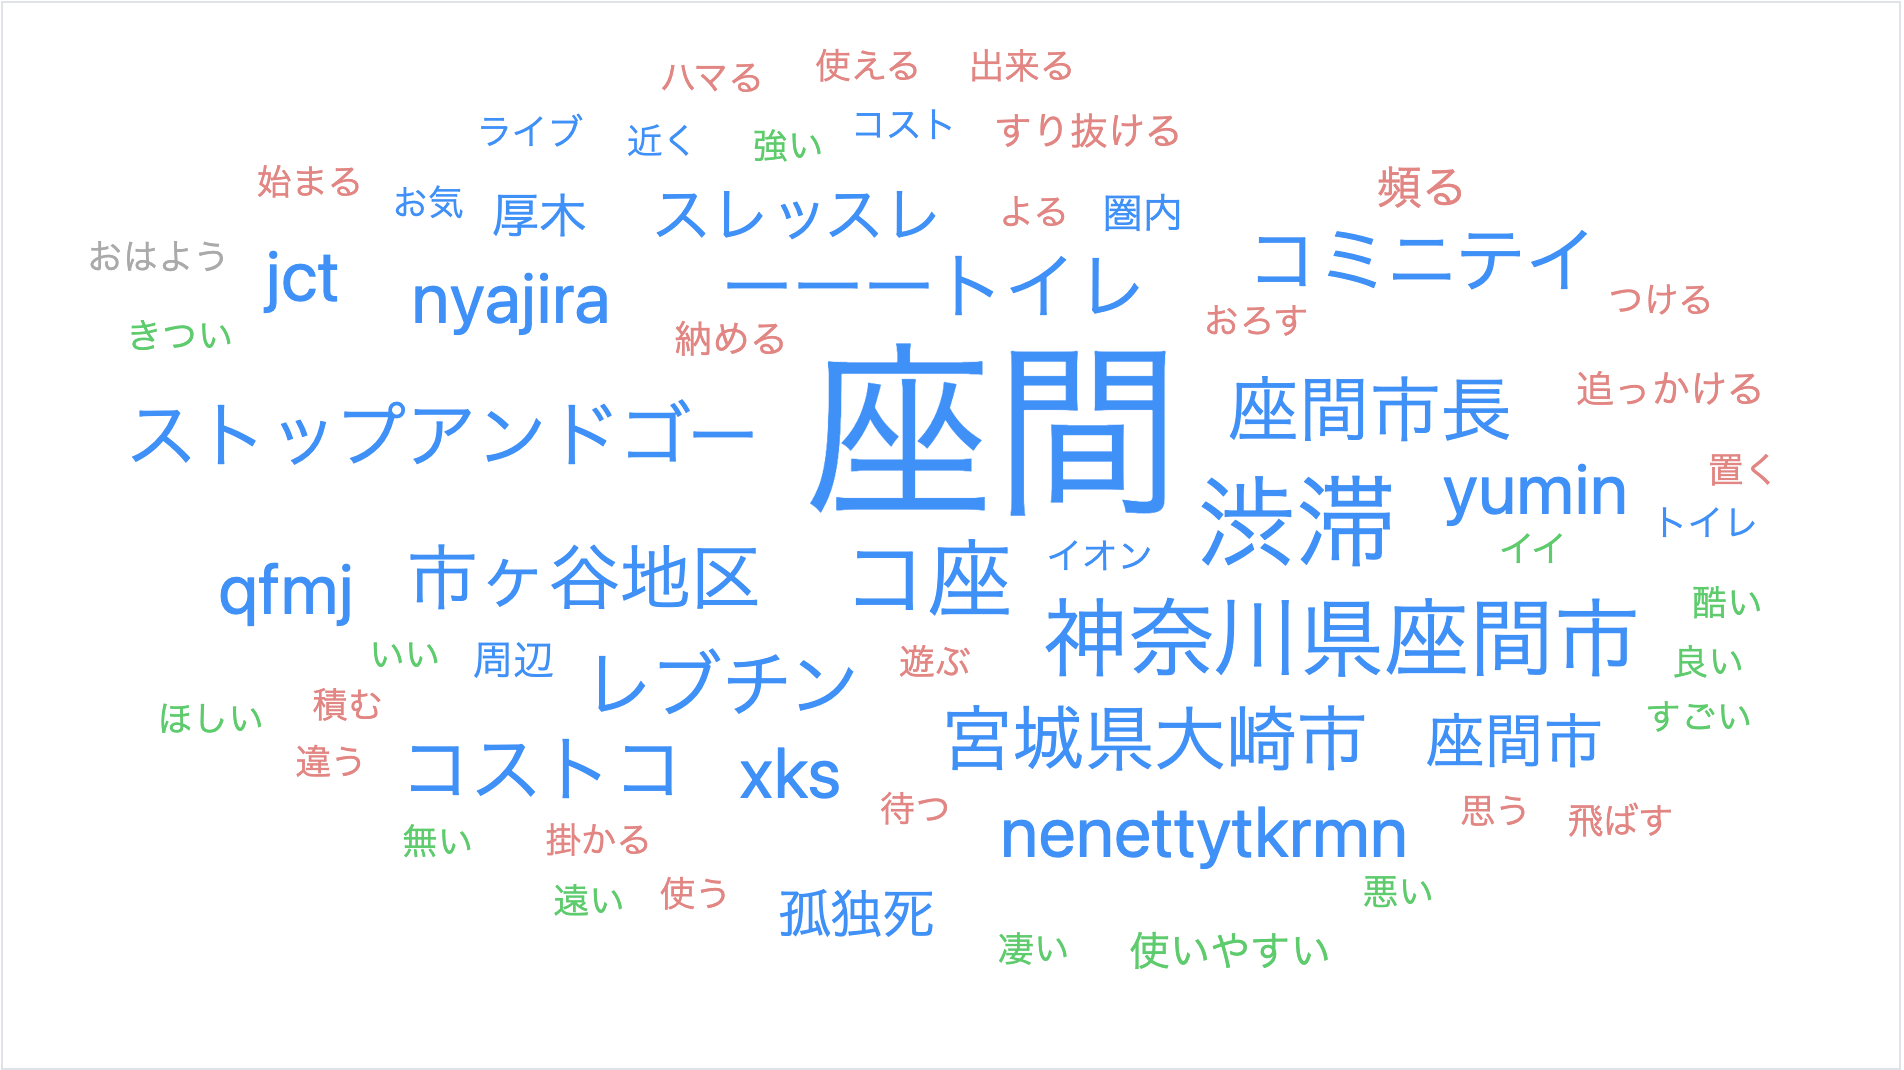 ハマる 使える 出来る
ライブ 近く 強い コスト すり抜ける
始まる お気 厚木 スレッスレ よる 圏内 頻る
おはよう jct nyajira ーーートイレ コミニテイ
きつい 納める おろす つける
ストップアンドゴー 座間 座間市長 追っかける
渋滞 yumin 置く
qfmj 市ヶ谷地区 コ座 イオン イイ トイレ
いい 周辺 レブチン 遊ぶ 神奈川県座間市 酷い
良い
ほしい 積む 宮城県大崎市 座間市 すごい
違う コストコ xks 待つ nenettytkrmn 思う 飛ばす
無い 掛かる
遠い 使う 孤独死 悪い
凄い 使いやすい